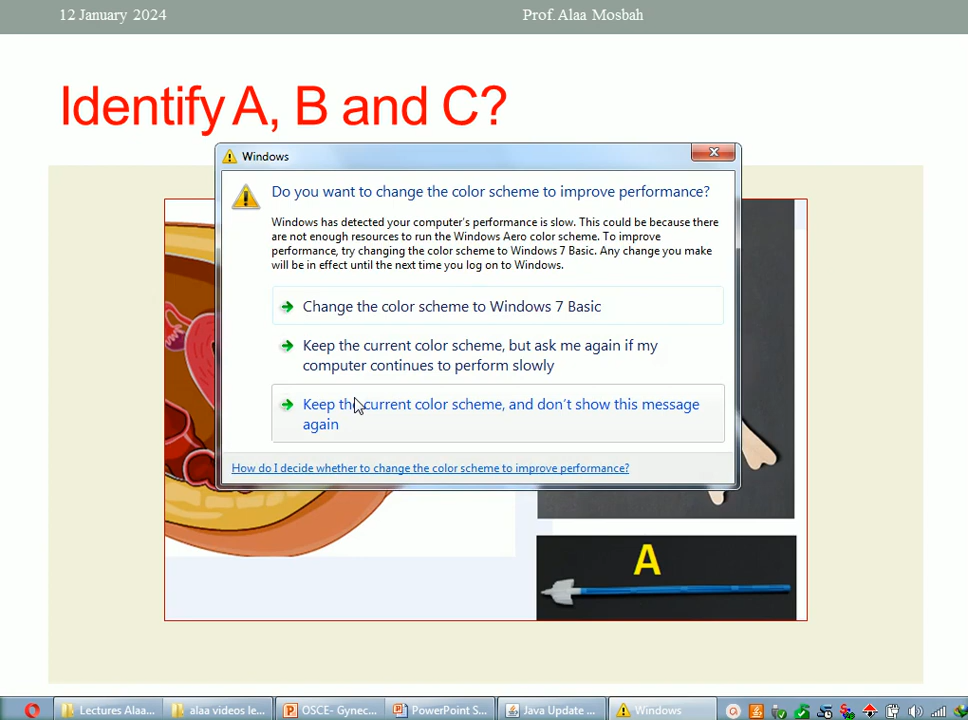 12 January 2024
Prof. Alaa Mosbah
Identify A, B and C?
Windows
Do you want to change the color scheme to improve performance?
Windows has detected your computer's performance is slow. This could be because there
are not enough resources to run the Windows Aero color scheme. To improve
performance, try changing the color scheme to Windows 7 Basic. Any change you make
will be in effect until the next time you log on to Windows.
Change the color scheme to Windows 7 Basic
Keep the current color scheme, but ask me again if my
computer continues to perform slowly
Keep the current color scheme, and don't show this message
again
How do I decide whether to change the color scheme to improve performance?
A
Lectures Alaa...
alaa videos le...
OSCE- Gynec...
PowerPoint S...
Java Update ...
Windows